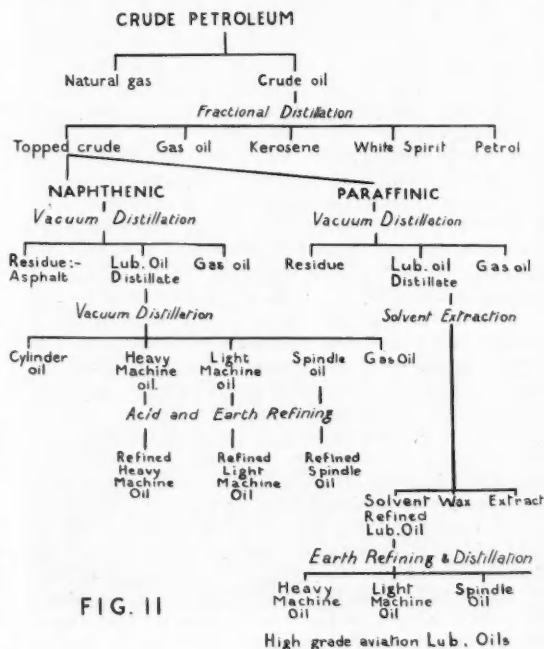 CRUDE PETROLEUM
Natural gas Crude oil
Fractional Distillation
Topped crude Gas oil Kerosene White Spirit Petrol
NAPHTHENIC PARAFFINIC
Vacuum Distillation Vacuum Distillation
Residue:- Lub. Oil Gas oil Residue Lub. oil Gas oil
Asphalt Distillate Distillate
Vacuum Distillation Solvent Extraction
Cylinder Heavy Light Spindle Gas Oil
oil Machine Machine oil
oil. oil
Acid and Earth Refining
Refined Refined Refined
Heavy Light Spindle
Machine Machine Oil
Oil Oil
Solvent Wax Extract
Refined
Lub. Oil
Earth Refining & Distillation
Heavy Light Spindle
Machine Machine Oil
Oil Oil
FIG. 11
High grade aviation Lub. Oils